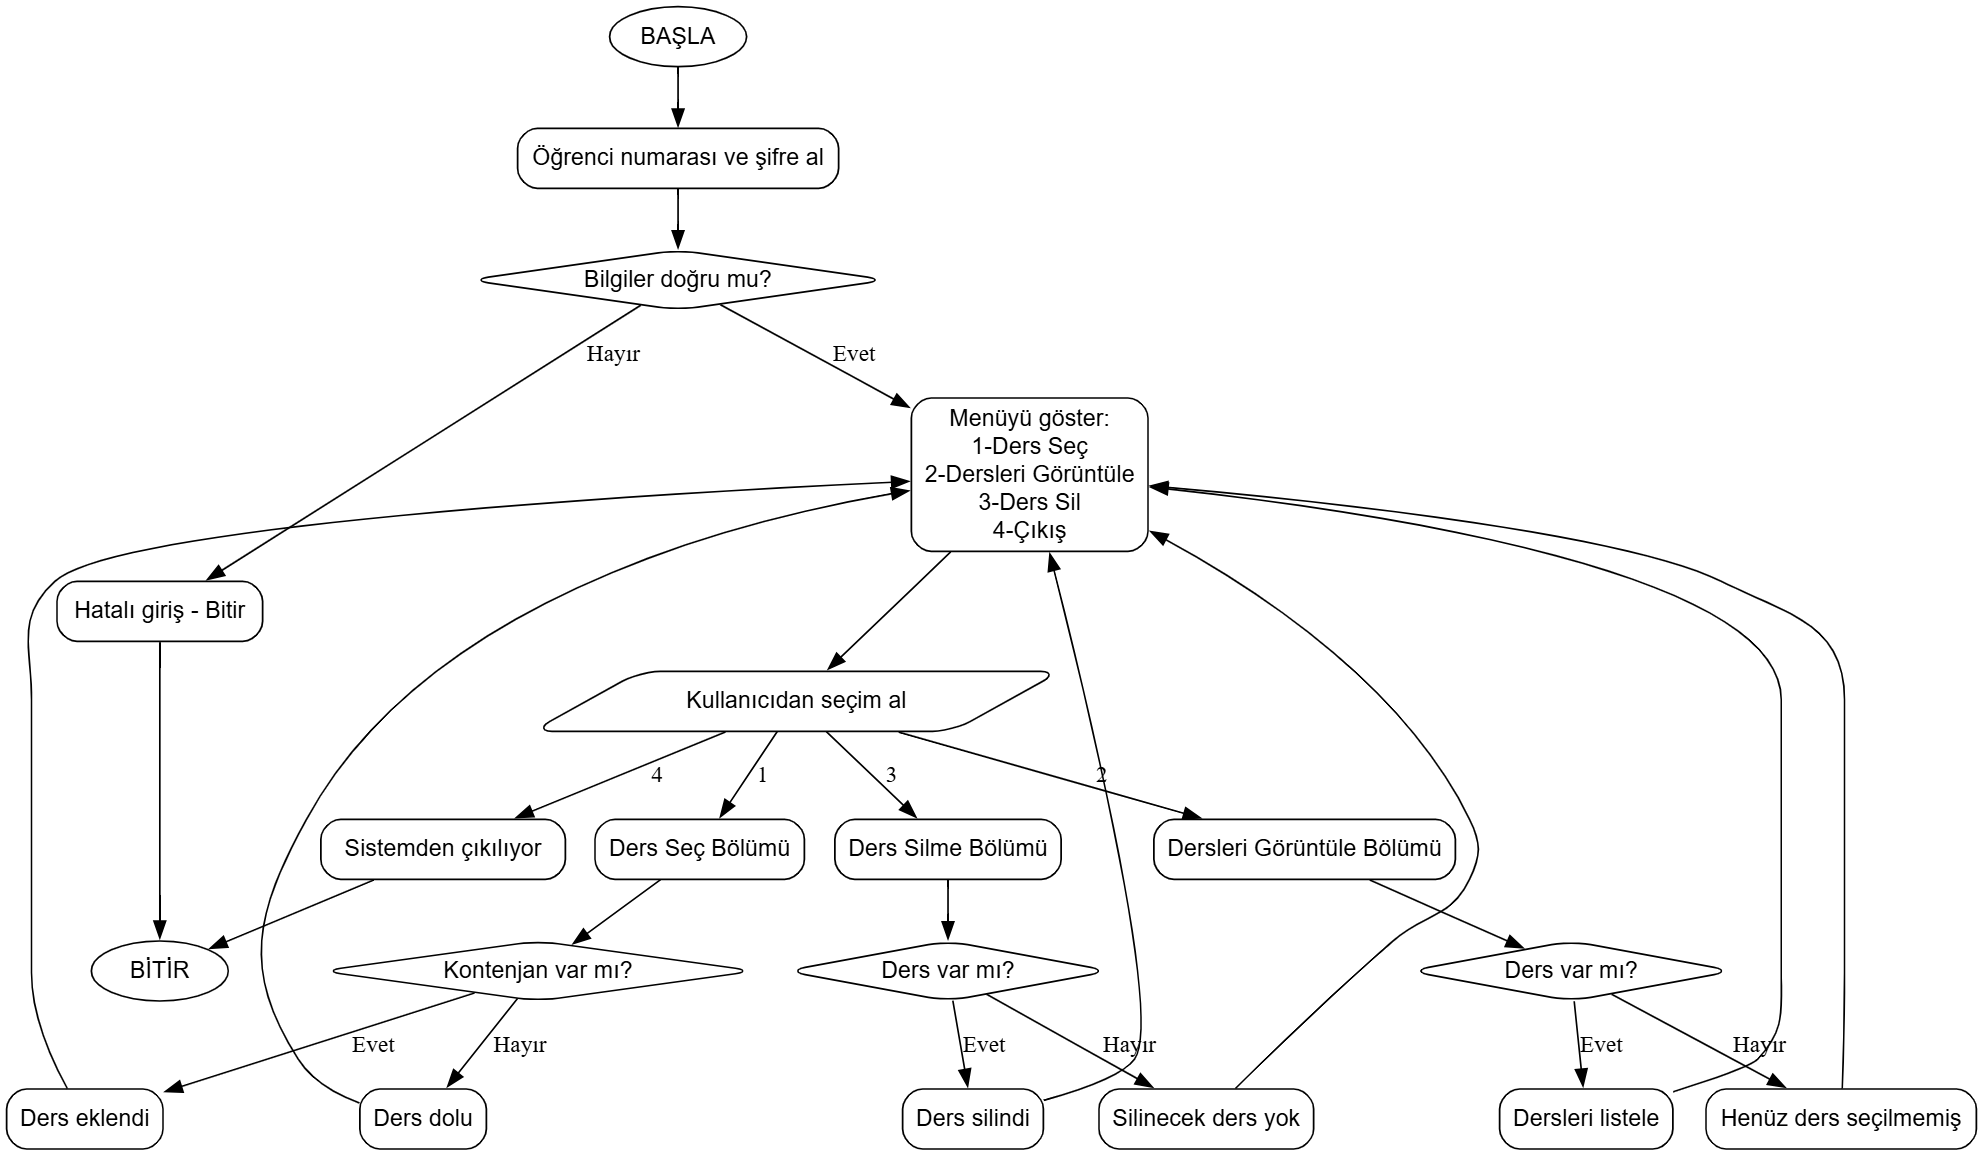 BAŞLA
Öğrenci numarası ve şifre al
Bilgiler doğru mu?
Hayır
Evet
Menüyü göster:
1-Ders Seç
2-Dersleri Görüntüle
3-Ders Sil
4-Çıkış
Hatalı giriş - Bitir
Kullanıcıdan seçim al
4
1
3
2
Sistemden çıkılıyor
Ders Seç Bölümü
Ders Silme Bölümü
Dersleri Görüntüle Bölümü
BİTİR
Kontenjan var mı?
Ders var mı?
Ders var mı?
Evet
Hayır
Evet
Hayır
Evet
Hayır
Ders eklendi
Ders dolu
Ders silindi
Silinecek ders yok
Dersleri listele
Henüz ders seçilmemiş